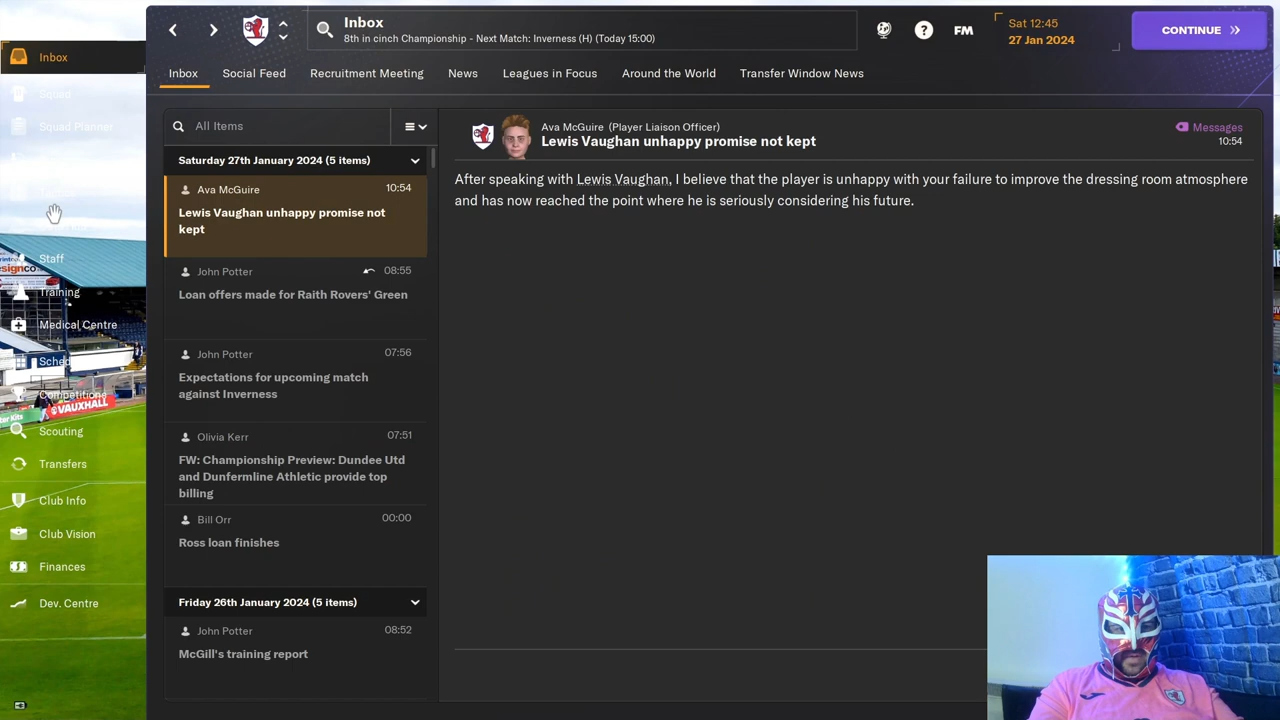 Inbox
8th in cinch Championship - Next Match: Inverness (H) (Today 15:00)
FM
Sat 12:45
27 Jan 2024
CONTINUE
Inbox
Social Feed
Recruitment Meeting
News
Leagues in Focus
Around the World
Transfer Window News
Inbox
Squad
Squad Planner
Staff
Training
Medical Centre
Sched
Competitions
Scouting
Transfers
Club Info
Club Vision
Finances
Dev. Centre
VAUXHALL
All Items
Saturday 27th January 2024 (5 items)
Ava McGuire 10:54
Lewis Vaughan unhappy promise not
kept
John Potter 08:55
Loan offers made for Raith Rovers' Green
John Potter 07:56
Expectations for upcoming match
against Inverness
Olivia Kerr 07:51
FW: Championship Preview: Dundee Utd
and Dunfermline Athletic provide top
billing
Bill Orr 00:00
Ross loan finishes
Friday 26th January 2024 (5 items)
John Potter 08:52
McGill's training report
Ava McGuire (Player Liaison Officer)
Lewis Vaughan unhappy promise not kept
Messages
10:54
After speaking with Lewis Vaughan, I believe that the player is unhappy with your failure to improve the dressing room atmosphere
and has now reached the point where he is seriously considering his future.